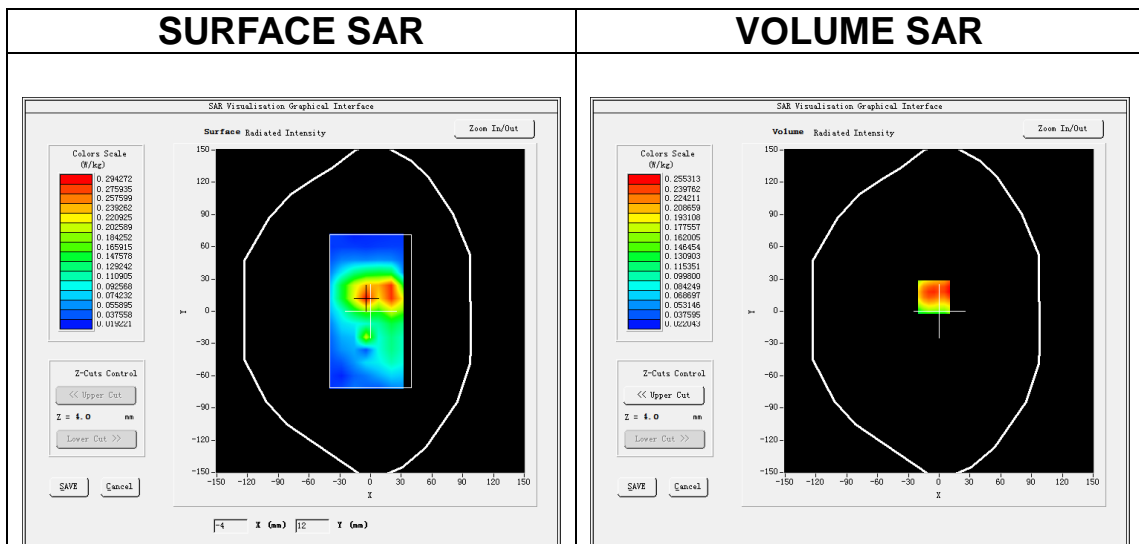 SURFACE SAR
VOLUME SAR
SAR Visualisation Graphical Interface
Surface Radiated Intensity
Zoom In/Out
Colors Scale
(W/kg)
0.294272
0.275935
0.257599
0.239262
0.220925
0.202589
0.184252
0.165915
0.147578
0.129242
0.110905
0.092568
0.074232
0.055895
0.037558
0.019221
150
120
90
60
30
0
-30
-60
-90
-120
-150
Y
-150 -120 -90 -60 -30 0 30 60 90 120 150
X
Z-Cuts Control
<< Upper Cut
Z = 4.0 mm
Lower Cut >>
SAVE Cancel
-4 X (mm) 12 Y (mm)
SAR Visualisation Graphical Interface
Volume Radiated Intensity
Zoom In/Out
Colors Scale
(W/kg)
0.255313
0.239762
0.224211
0.208659
0.193108
0.177557
0.162005
0.146454
0.130903
0.115351
0.099800
0.084249
0.068697
0.053146
0.037595
0.022043
150
120
90
60
30
0
-30
-60
-90
-120
-150
Y
-150 -120 -90 -60 -30 0 30 60 90 120 150
X
Z-Cuts Control
<< Upper Cut
Z = 4.0 mm
Lower Cut >>
SAVE Cancel